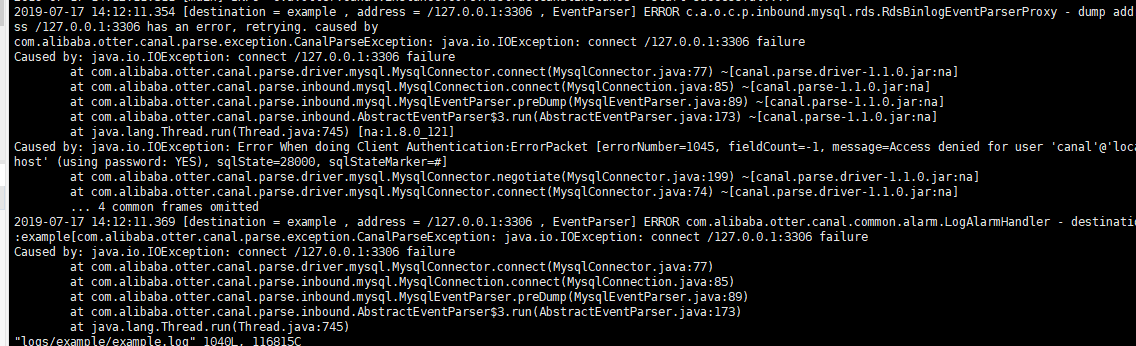 2019-07-17 14:12:11.354 [destination = example , address = /127.0.0.1:3306 , EventParser] ERROR c.a.o.c.p.inbound.mysql.rds.RdsBinlogEventParserProxy - dump add
ss /127.0.0.1:3306 has an error, retrying. caused by
com.alibaba.otter.canal.parse.exception.CanalParseException: java.io.IOException: connect /127.0.0.1:3306 failure
Caused by: java.io.IOException: connect /127.0.0.1:3306 failure
at com.alibaba.otter.canal.parse.driver.mysql.MysqlConnector.connect(MysqlConnector.java:77) ~[canal.parse.driver-1.1.0.jar:na]
at com.alibaba.otter.canal.parse.inbound.mysql.MysqlConnection.connect(MysqlConnection.java:85) ~[canal.parse-1.1.0.jar:na]
at com.alibaba.otter.canal.parse.inbound.mysql.MysqlEventParser.preDump(MysqlEventParser.java:89) ~[canal.parse-1.1.0.jar:na]
at com.alibaba.otter.canal.parse.inbound.AbstractEventParser$3.run(AbstractEventParser.java:173) ~[canal.parse-1.1.0.jar:na]
at java.lang.Thread.run(Thread.java:745) [na:1.8.0_121]
Caused by: java.io.IOException: Error When doing Client Authentication:ErrorPacket [errorNumber=1045, fieldCount=-1, message=Access denied for user 'canal'@'loca
host' (using password: YES), sqlState=28000, sqlStateMarker=#]
at com.alibaba.otter.canal.parse.driver.mysql.MysqlConnector.negotiate(MysqlConnector.java:199) ~[canal.parse.driver-1.1.0.jar:na]
at com.alibaba.otter.canal.parse.driver.mysql.MysqlConnector.connect(MysqlConnector.java:74) ~[canal.parse.driver-1.1.0.jar:na]
... 4 common frames omitted
2019-07-17 14:12:11.369 [destination = example , address = /127.0.0.1:3306 , EventParser] ERROR com.alibaba.otter.canal.common.alarm.LogAlarmHandler - destinatio
:example[com.alibaba.otter.canal.parse.exception.CanalParseException: java.io.IOException: connect /127.0.0.1:3306 failure
Caused by: java.io.IOException: connect /127.0.0.1:3306 failure
at com.alibaba.otter.canal.parse.driver.mysql.MysqlConnector.connect(MysqlConnector.java:77)
at com.alibaba.otter.canal.parse.inbound.mysql.MysqlConnection.connect(MysqlConnection.java:85)
at com.alibaba.otter.canal.parse.inbound.mysql.MysqlEventParser.preDump(MysqlEventParser.java:89)
at com.alibaba.otter.canal.parse.inbound.AbstractEventParser$3.run(AbstractEventParser.java:173)
at java.lang.Thread.run(Thread.java:745)
"logs/example/example.log" 1040L, 116815C